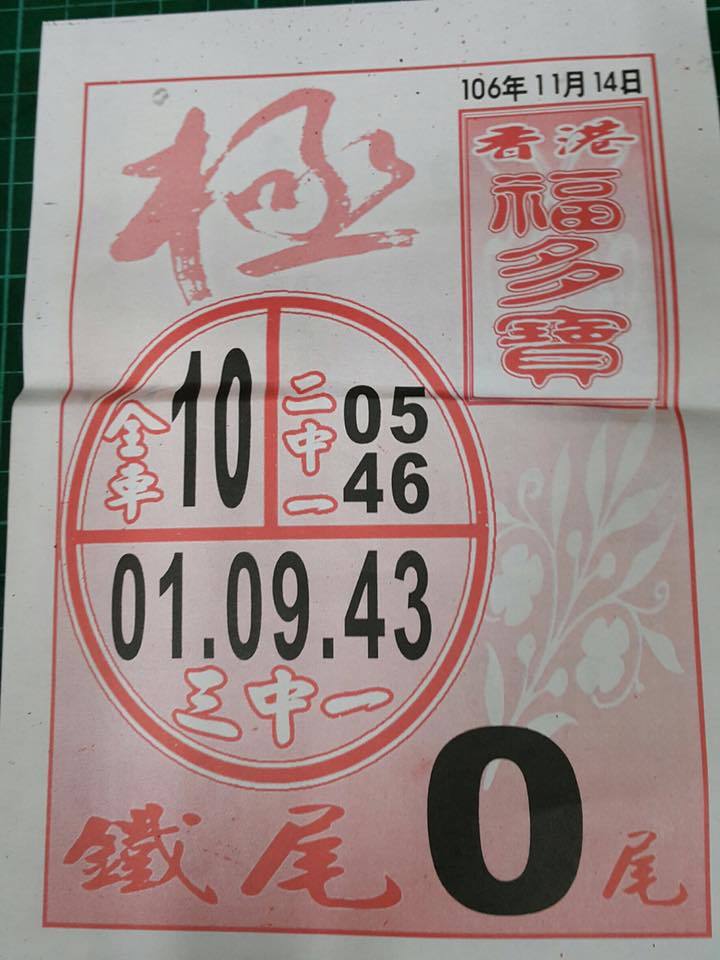 106年11月14日
香港
福多寶
極
全車
10
二中一
05
46
01.09.43
三中一
鐵尾 0 尾